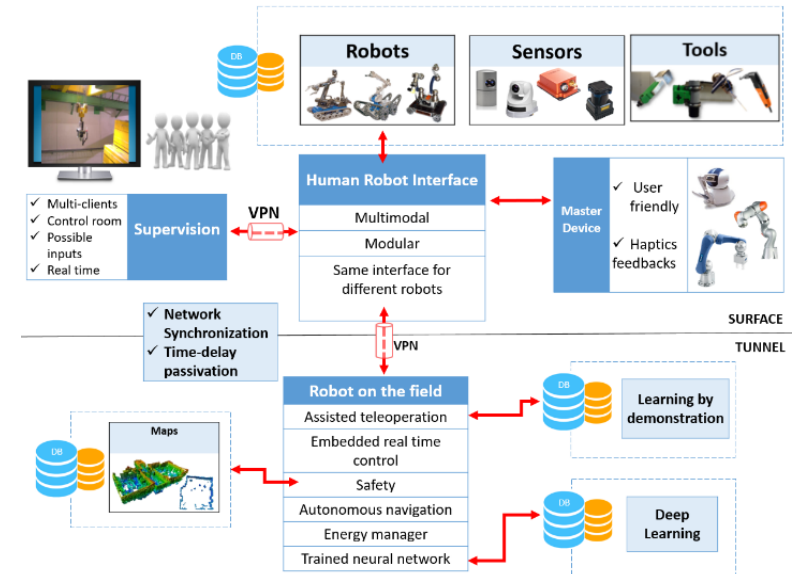 DB
Robots
Sensors
Tools
Human Robot Interface
Multimodal
Modular
Same interface for
different robots
✓ Multi-clients
✓ Control room
✓ Possible
inputs
✓ Real time
Supervision
VPN
Master
Device
✓ User
friendly
✓ Haptics
feedbacks
SURFACE
✓ Network
Synchronization
✓ Time-delay
passivation
VPN
TUNNEL
Robot on the field
Assisted teleoperation
Embedded real time
control
Safety
Autonomous navigation
Energy manager
Trained neural network
DB
Maps
DB
Learning by
demonstration
DB
Deep
Learning